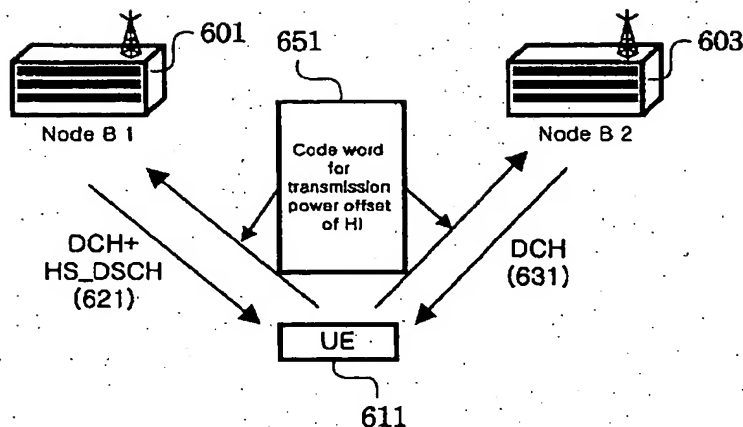 601
651
603
Node B 1
Node B 2
Code word
for
transmission
power offset
of HI
DCH+
HS_DSCH
(621)
DCH
(631)
UE
611